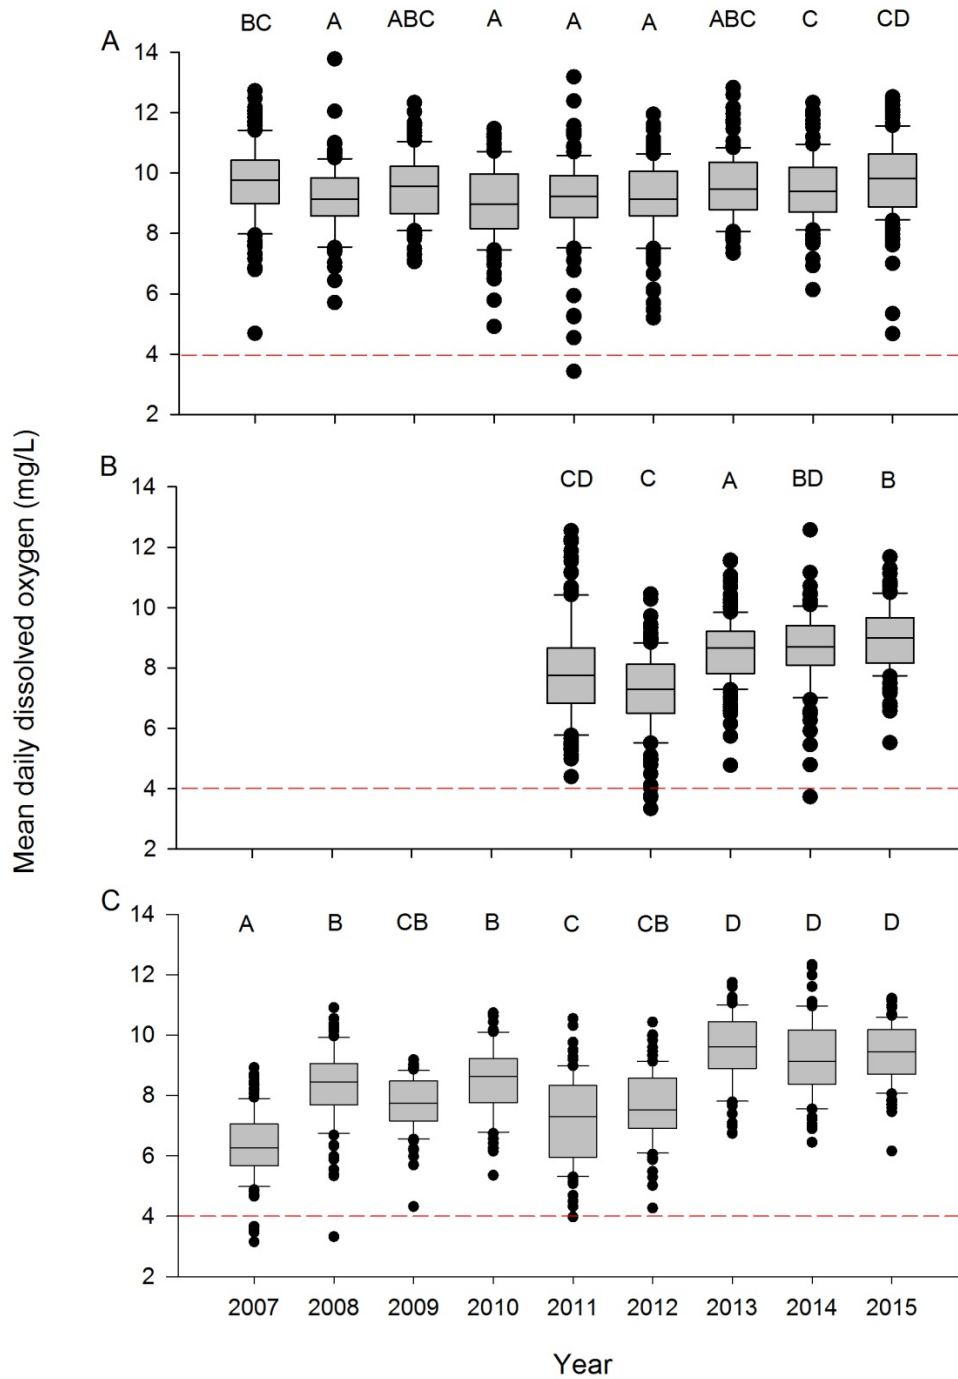 BC A ABC A A A ABC C CD
A
14
12
10
8
6
4
2
CD C A BD B
B
14
12
10
8
6
4
2
Mean daily dissolved oxygen (mg/L)
C
A B CB B C CB D D D
14
12
10
8
6
4
2
2007 2008 2009 2010 2011 2012 2013 2014 2015
Year